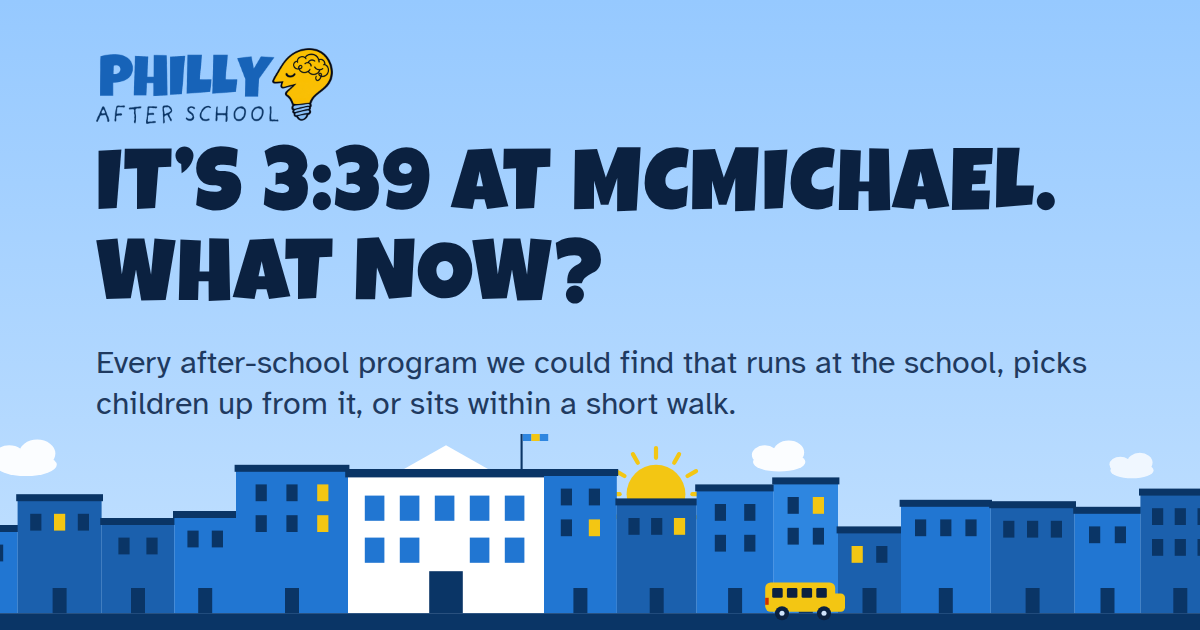 PHILLY
AFTER SCHOOL
IT’S 3:39 AT MCMICHAEL.
WHAT NOW?
Every after-school program we could find that runs at the school, picks
children up from it, or sits within a short walk.